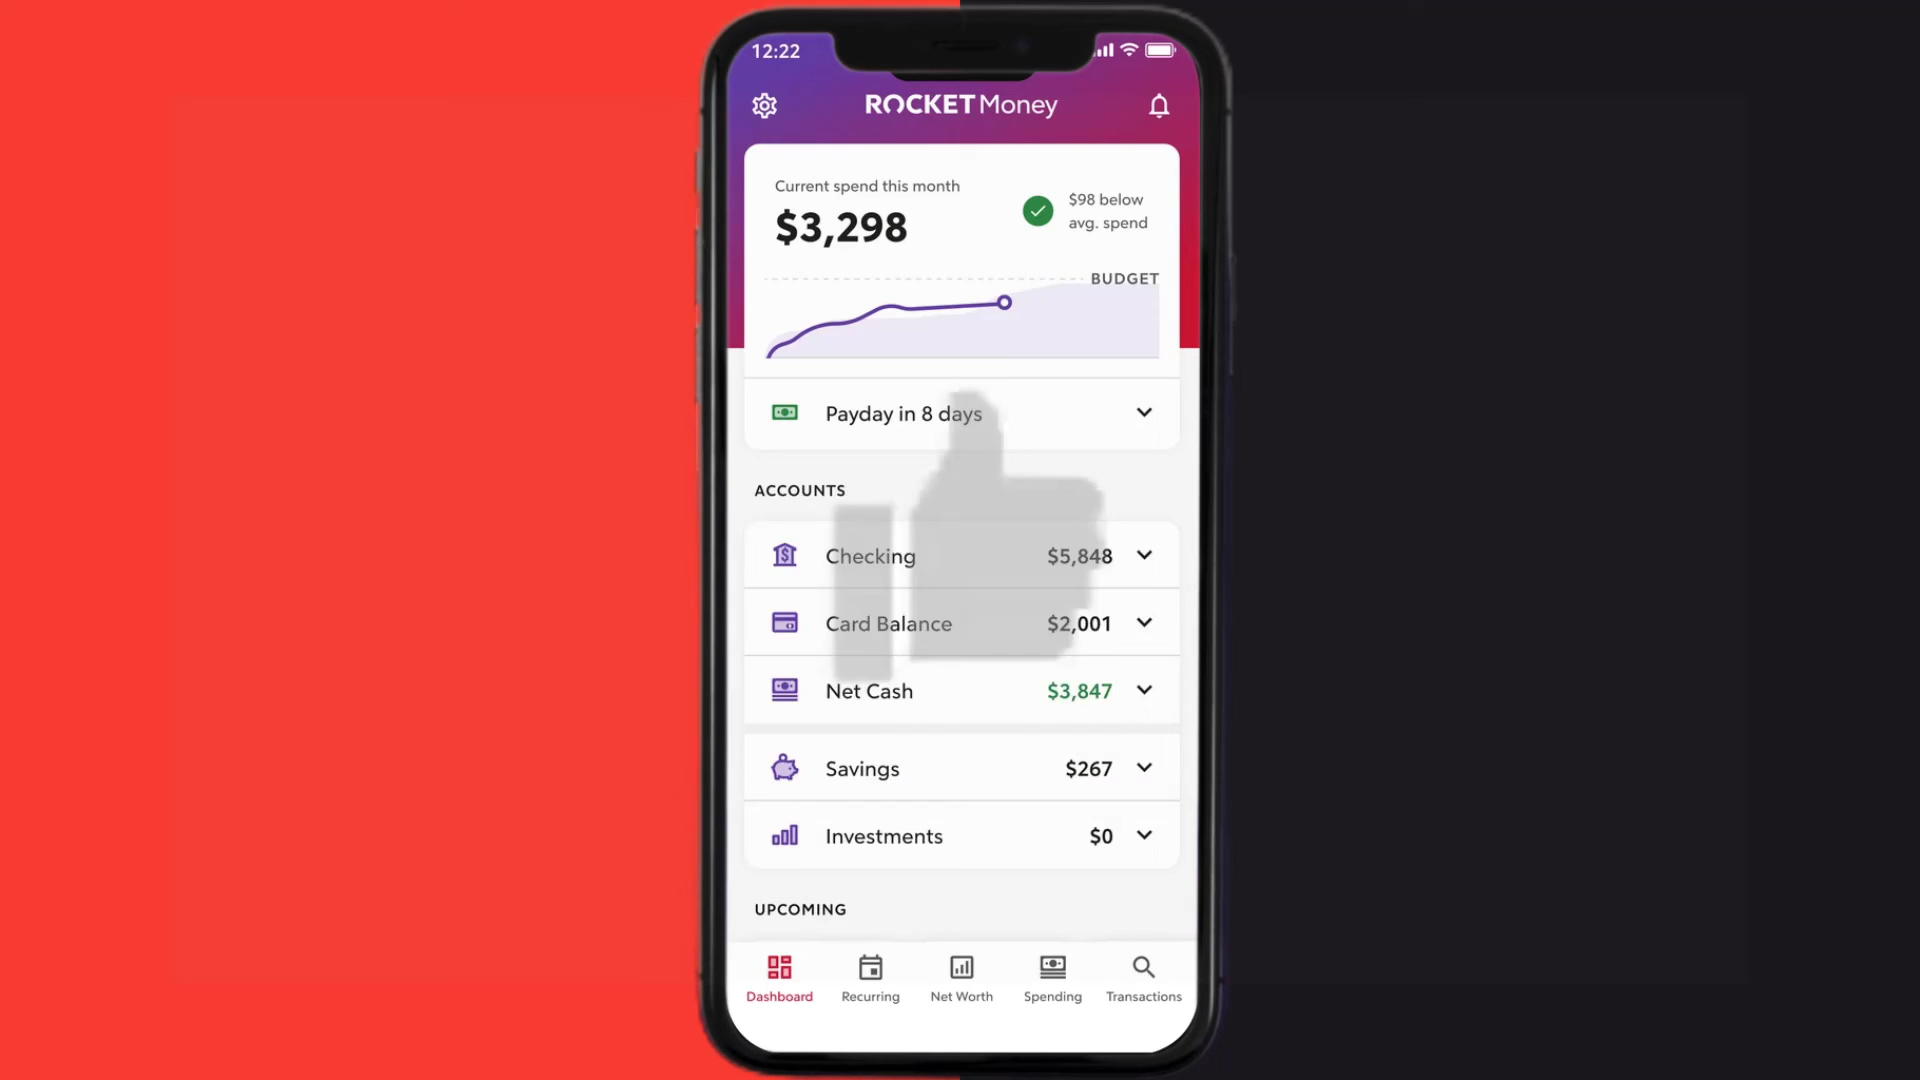 12:22
ROCKET Money
Current spend this month
$3,298
$98 below
avg. spend
BUDGET
Payday in 8 days
ACCOUNTS
Checking $5,848
Card Balance $2,001
Net Cash $3,847
Savings $267
Investments $0
UPCOMING
Dashboard Recurring Net Worth Spending Transactions